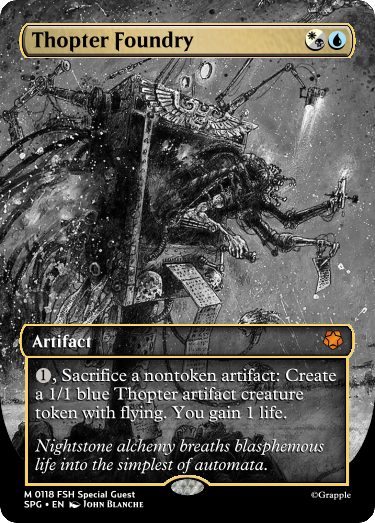 Thopter Foundry
Artifact
1, Sacrifice a nontoken artifact: Create
a 1/1 blue Thopter artifact creature
token with flying. You gain 1 life.
Nightstone alchemy breaths blasphemous
life into the simplest of automata.
M 0118 FSH Special Guest
SPG • EN John Blanche
©Grapple